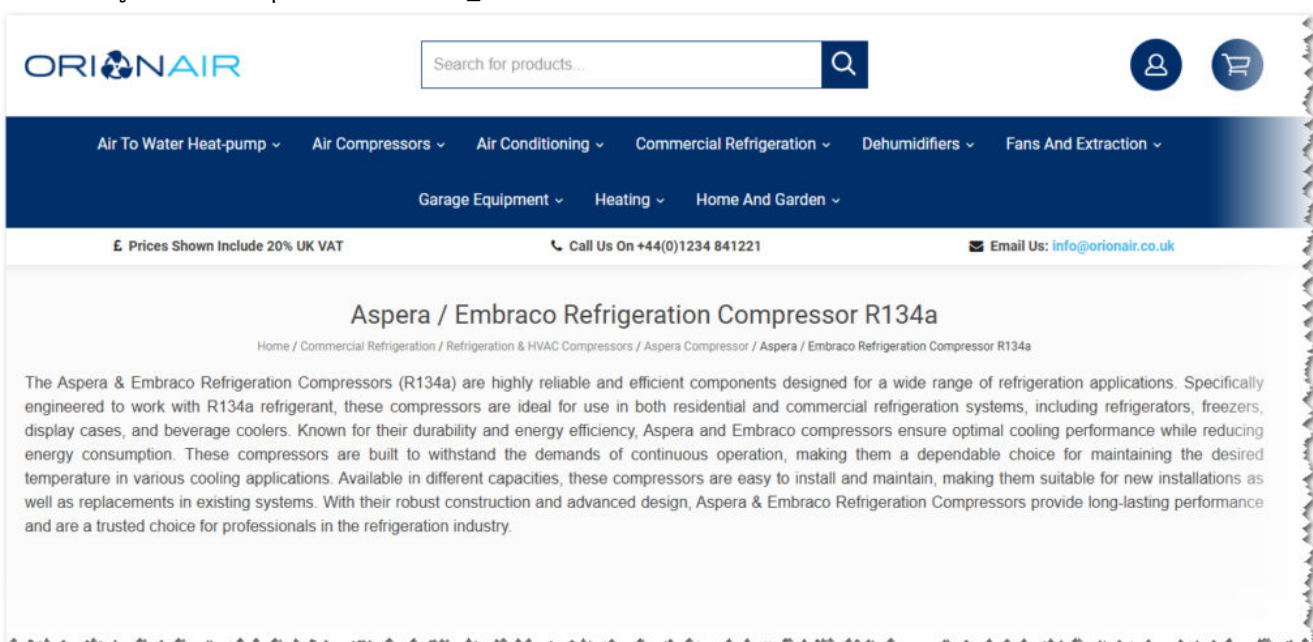 ORIONAIR
Search for products...
Air To Water Heat-pump
Air Compressors
Air Conditioning
Commercial Refrigeration
Dehumidifiers
Fans And Extraction
Garage Equipment
Heating
Home And Garden
£ Prices Shown Include 20% UK VAT
Call Us On +44(0)1234 841221
Email Us: info@orionair.co.uk
Aspera / Embraco Refrigeration Compressor R134a
Home / Commercial Refrigeration / Refrigeration & HVAC Compressors / Aspera Compressor / Aspera / Embraco Refrigeration Compressor R134a
The Aspera & Embraco Refrigeration Compressors (R134a) are highly reliable and efficient components designed for a wide range of refrigeration applications. Specifically
engineered to work with R134a refrigerant, these compressors are ideal for use in both residential and commercial refrigeration systems, including refrigerators, freezers,
display cases, and beverage coolers. Known for their durability and energy efficiency, Aspera and Embraco compressors ensure optimal cooling performance while reducing
energy consumption. These compressors are built to withstand the demands of continuous operation, making them a dependable choice for maintaining the desired
temperature in various cooling applications. Available in different capacities, these compressors are easy to install and maintain, making them suitable for new installations as
well as replacements in existing systems. With their robust construction and advanced design, Aspera & Embraco Refrigeration Compressors provide long-lasting performance
and are a trusted choice for professionals in the refrigeration industry.